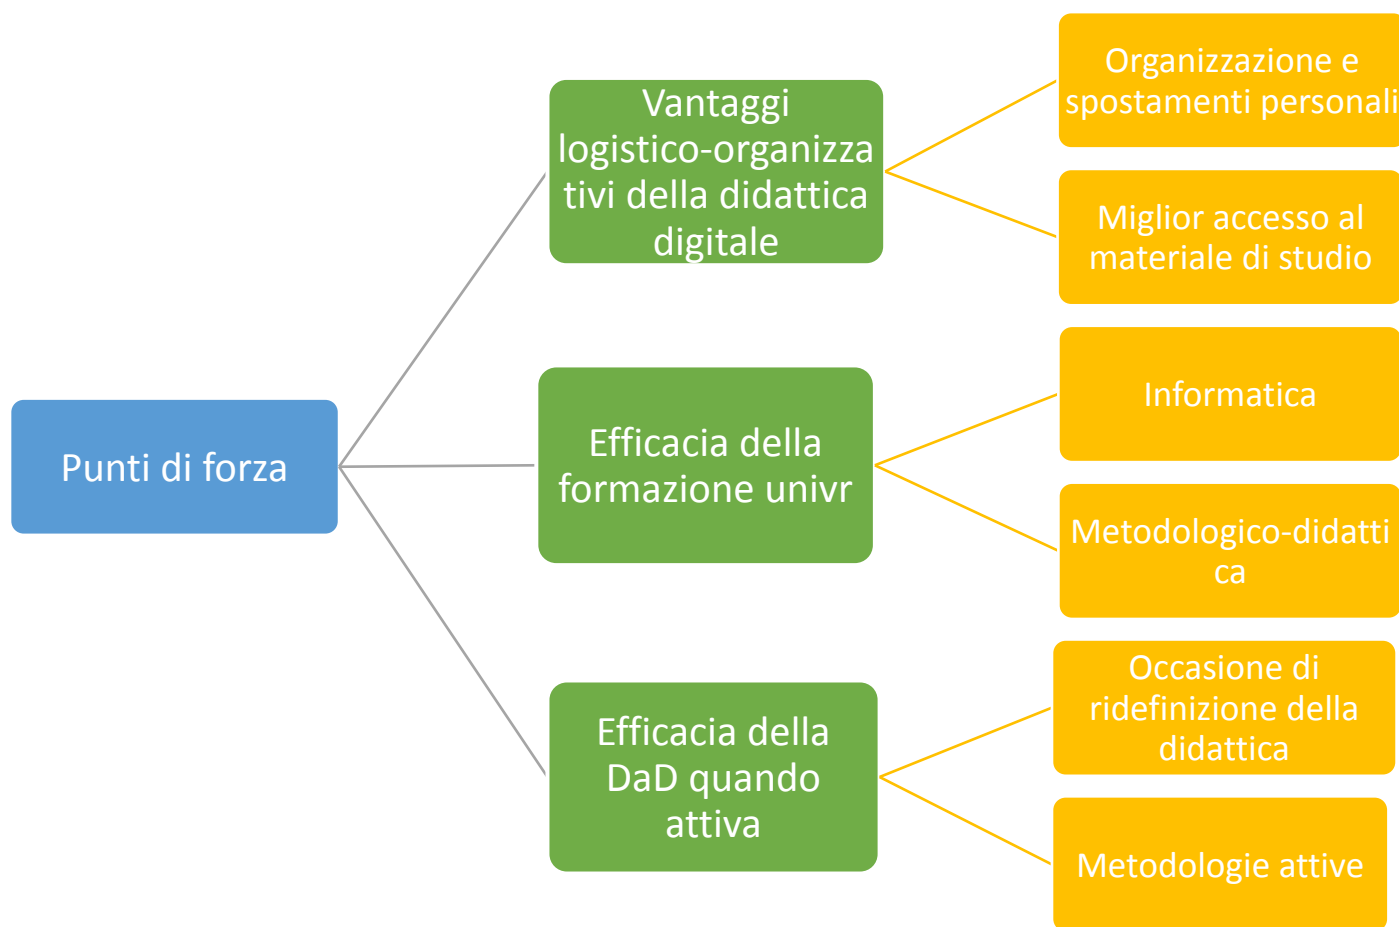 Punti di forza
Vantaggi
logistico-organizza
tivi della didattica
digitale
Organizzazione e
spostamenti personali
Miglior accesso al
materiale di studio
Efficacia della
formazione univr
Informatica
Metodologico-didatti
ca
Efficacia della
DaD quando
attiva
Occasione di
ridefinizione della
didattica
Metodologie attive